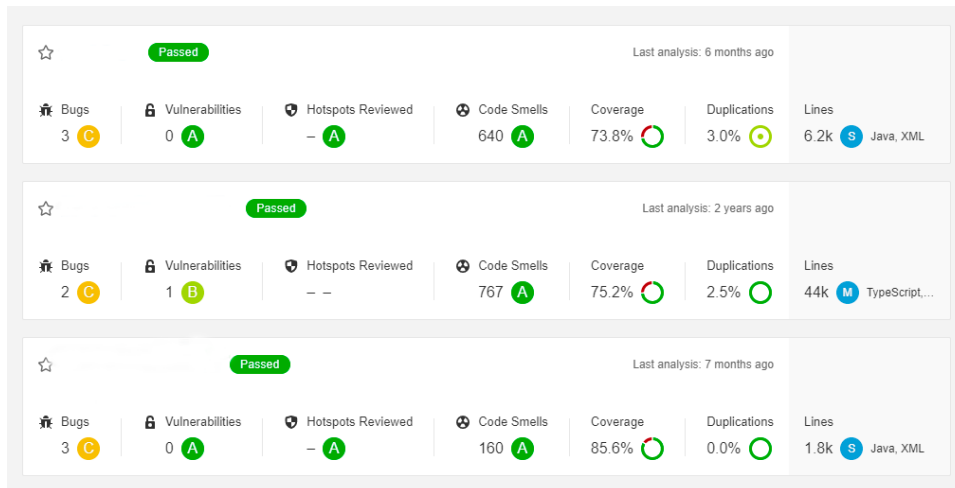 Passed Last analysis: 6 months ago
Bugs Vulnerabilities Hotspots Reviewed Code Smells Coverage Duplications Lines
3 C 0 A – A 640 A 73.8% 3.0% 6.2k S Java, XML
Passed Last analysis: 2 years ago
Bugs Vulnerabilities Hotspots Reviewed Code Smells Coverage Duplications Lines
2 C 1 B – – 767 A 75.2% 2.5% 44k M TypeScript,...
Passed Last analysis: 7 months ago
Bugs Vulnerabilities Hotspots Reviewed Code Smells Coverage Duplications Lines
3 C 0 A – A 160 A 85.6% 0.0% 1.8k S Java, XML